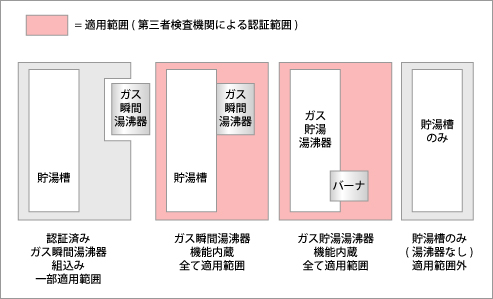 = 適用範囲 ( 第三者検査機関による認証範囲 )
ガス
瞬間
湯沸器
貯湯槽
認証済み
ガス瞬間湯沸器
組込み
一部適用範囲
ガス
瞬間
湯沸器
貯湯槽
ガス瞬間湯沸器
機能内蔵
全て適用範囲
ガス
貯湯
湯沸器
バーナ
ガス貯湯湯沸器
機能内蔵
全て適用範囲
貯湯槽
のみ
貯湯槽のみ
( 湯沸器なし )
適用範囲外